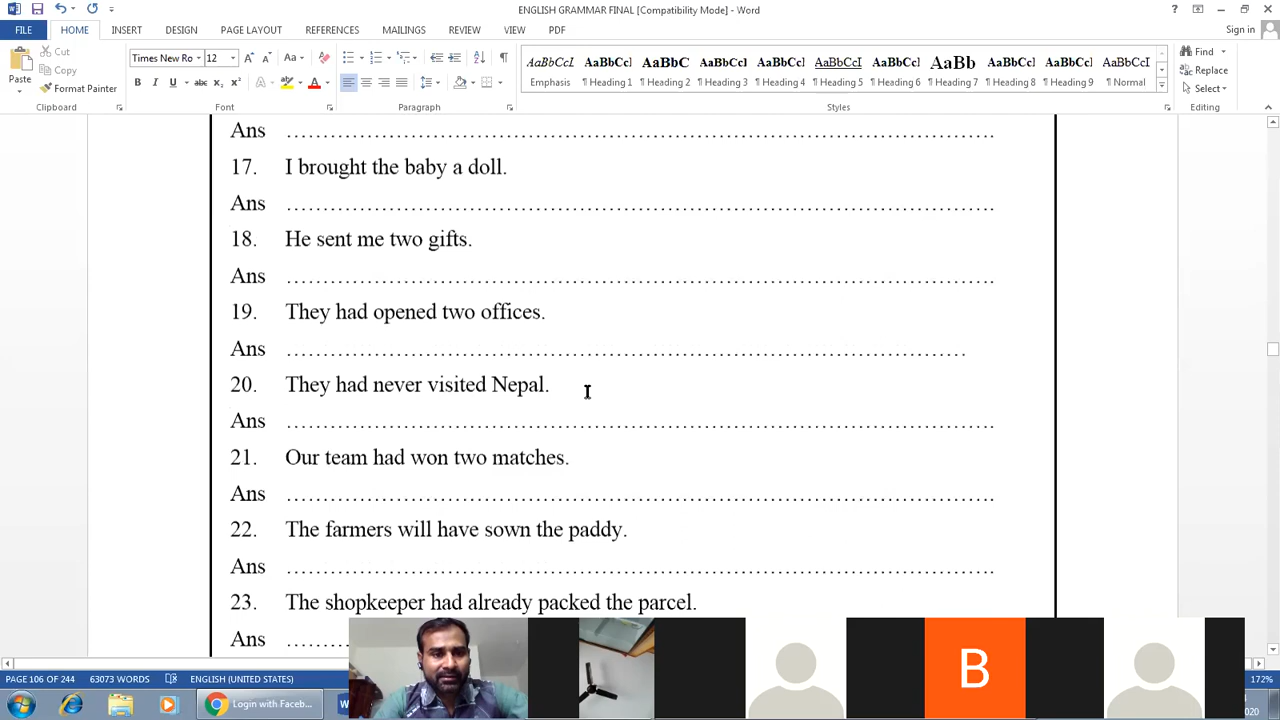 ENGLISH GRAMMAR FINAL [Compatibility Mode] - Word
FILE HOME INSERT DESIGN PAGE LAYOUT REFERENCES MAILINGS REVIEW VIEW PDF Sign in
Cut
Copy
Format Painter
Paste
Times New Ro 12
Find
Replace
Select
AaBbCcL AaBbCcI AaBbC AaBbCcI AaBbCcI AaBbCcI AaBbCcI AaBb AaBbCcI AaBbCcI AaBbCcI
Emphasis ¶ Heading 1 ¶ Heading 2 ¶ Heading 3 ¶ Heading 4 ¶ Heading 5 ¶ Heading 6 ¶ Heading 7 ¶ Heading 8 ¶ Heading 9 ¶ Normal
Clipboard Font Paragraph Styles Editing
Ans ……………………………………………………………………………….
17. I brought the baby a doll.
Ans ……………………………………………………………………………….
18. He sent me two gifts.
Ans ……………………………………………………………………………….
19. They had opened two offices.
Ans ……………………………………………………………………………
20. They had never visited Nepal.
Ans ……………………………………………………………………………….
21. Our team had won two matches.
Ans ……………………………………………………………………………….
22. The farmers will have sown the paddy.
Ans ……………………………………………………………………………….
23. The shopkeeper had already packed the parcel.
Ans ……..
B
PAGE 106 OF 244 63073 WORDS ENGLISH (UNITED STATES) 172%
Login with Faceb...